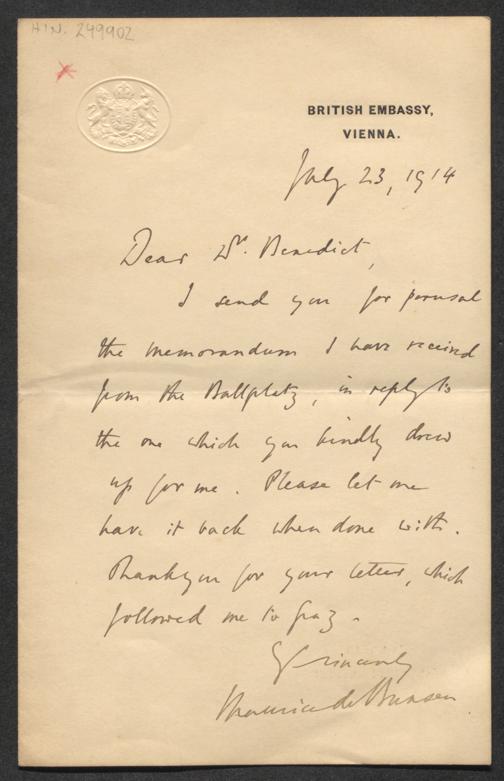 H.I.N. 249902
BRITISH EMBASSY,
VIENNA.
July 23, 1914
Dear Dr. Benedict,
I send you for perusal
the memorandum I have received
from the Ballplatz, in reply to
the one which you kindly drew
up for me. Please let me
have it back when done with.
Thank you for your letter, which
followed me to Graz.
Yrs sincerely
Maurice de Bunsen